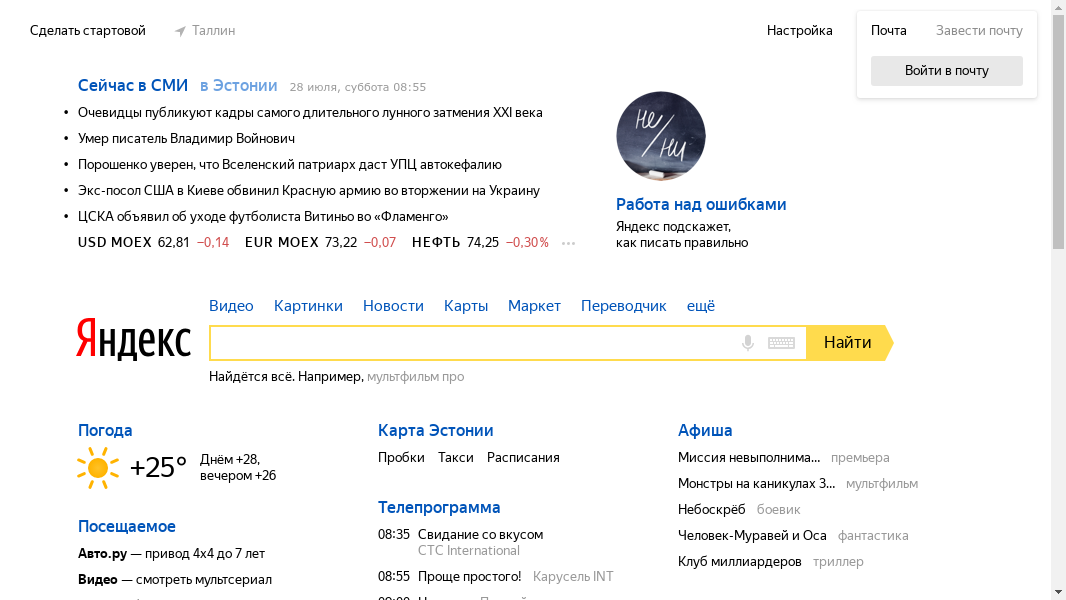 Сделать стартовой
Таллин
Настройка
Почта
Завести почту
Войти в почту
Сейчас в СМИ в Эстонии 28 июля, суббота 08:55
Очевидцы публикуют кадры самого длительного лунного затмения XXI века
Умер писатель Владимир Войнович
Порошенко уверен, что Вселенский патриарх даст УПЦ автокефалию
Экс-посол США в Киеве обвинил Красную армию во вторжении на Украину
ЦСКА объявил об уходе футболиста Витиньо во «Фламенго»
USD MOEX 62,81 −0,14 EUR MOEX 73,22 −0,07 НЕФТЬ 74,25 −0,30%
не/ни
Работа над ошибками
Яндекс подскажет,
как писать правильно
Видео Картинки Новости Карты Маркет Переводчик ещё
Яндекс
Найти
Найдётся всё. Например, мультфильм про
Погода
+25°
Днём +28,
вечером +26
Посещаемое
Авто.ру — привод 4x4 до 7 лет
Видео — смотреть мультсериал
Карта Эстонии
Пробки Такси Расписания
Телепрограмма
08:35 Свидание со вкусом
СТС International
08:55 Проще простого! Карусель INT
Афиша
Миссия невыполнима... премьера
Монстры на каникулах 3... мультфильм
Небоскрёб боевик
Человек-Муравей и Оса фантастика
Клуб миллиардеров триллер